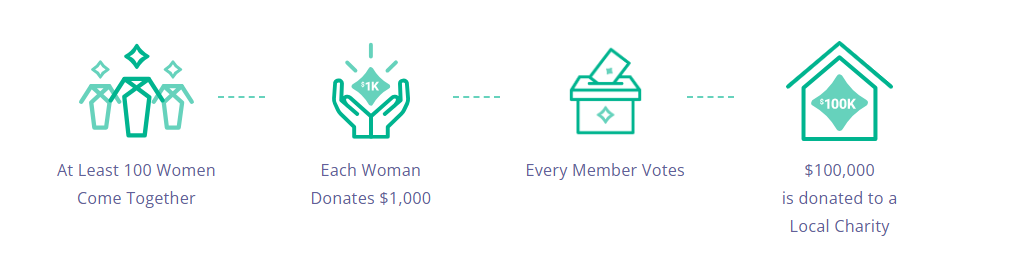 $1K
$100K
At Least 100 Women
Come Together
Each Woman
Donates $1,000
Every Member Votes
$100,000
is donated to a
Local Charity